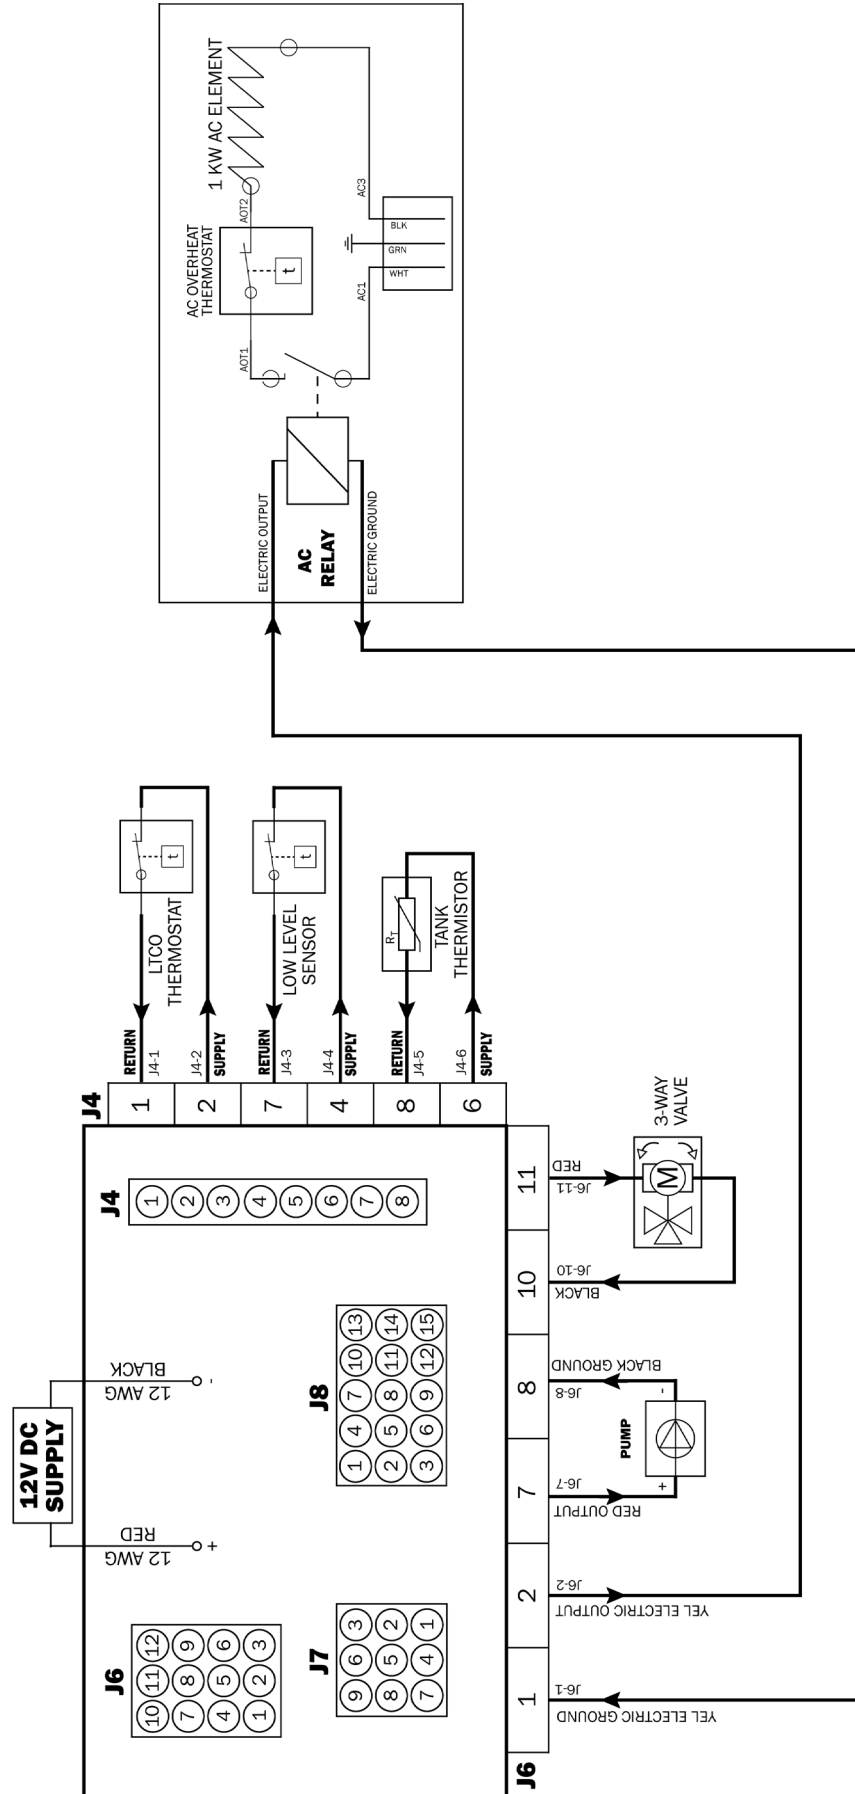 1 KW AC ELEMENT
AC OVERHEAT
THERMOSTAT
AOT2
AOT1
t
AC3
AC1
BLK
GRN
WHT
ELECTRIC OUTPUT
AC
RELAY
ELECTRIC GROUND
LTCO
THERMOSTAT
t
LOW LEVEL
SENSOR
t
RT
TANK
THERMISTOR
RETURN
J4-1
J4-2
SUPPLY
RETURN
J4-3
J4-4
SUPPLY
RETURN
J4-5
J4-6
SUPPLY
J4
1
2
7
4
8
6
J4
1
2
3
4
5
6
7
8
12V DC
SUPPLY
BLACK
12 AWG
-
RED
12 AWG
+
J8
13
14
15
10
11
12
7
8
9
4
5
6
1
2
3
J6
12
9
6
3
11
8
5
2
10
7
4
1
J7
3
2
1
6
5
4
9
8
7
J6
11
10
8
7
2
1
RED
J6-11
M
3-WAY
VALVE
J6-10
BLACK
BLACK GROUND
J6-8
-
PUMP
+
J6-7
RED OUTPUT
J6-2
YEL ELECTRIC OUTPUT
J6-1
YEL ELECTRIC GROUND